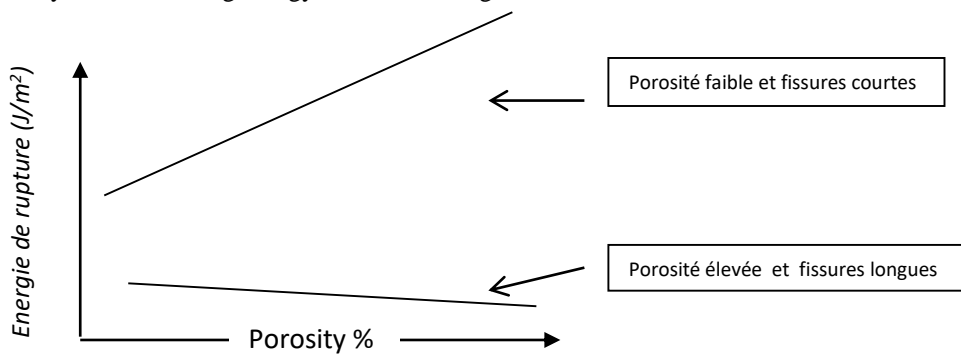 Porosité faible et fissures courtes
Energie de rupture (J/m²)
Porosité élevée et fissures longues
Porosity %